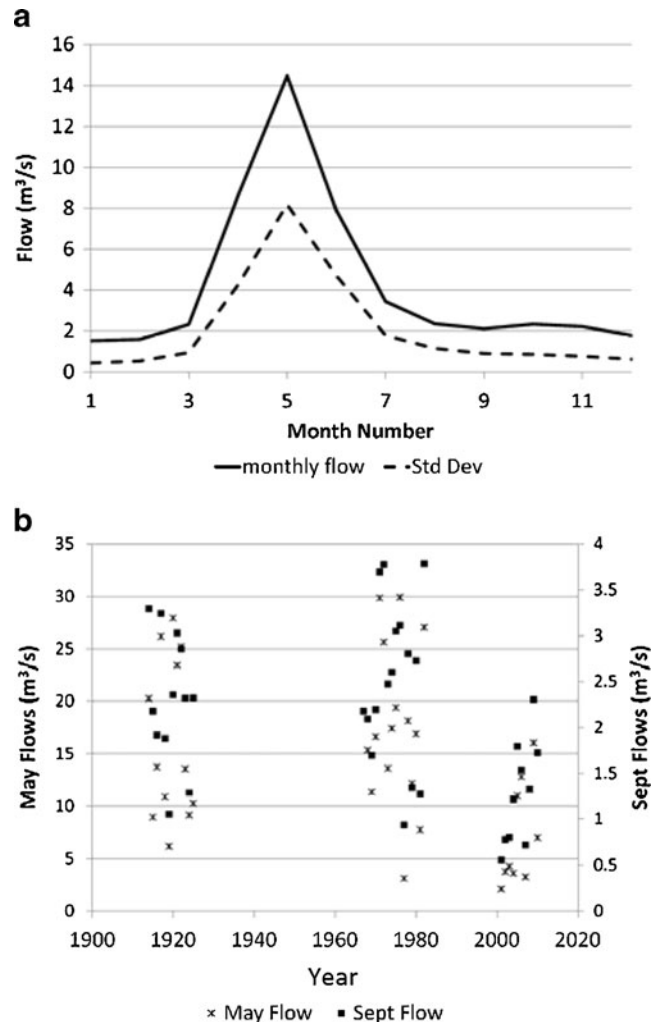 a
16
14
12
10
8
6
4
2
0
Flow (m³/s)
1 3 5 7 9 11
Month Number
monthly flow Std Dev
b
35
30
25
20
15
10
5
0
May Flows (m³/s)
4
3.5
3
2.5
2
1.5
1
0.5
0
Sept Flows (m³/s)
1900 1920 1940 1960 1980 2000 2020
Year
May Flow Sept Flow